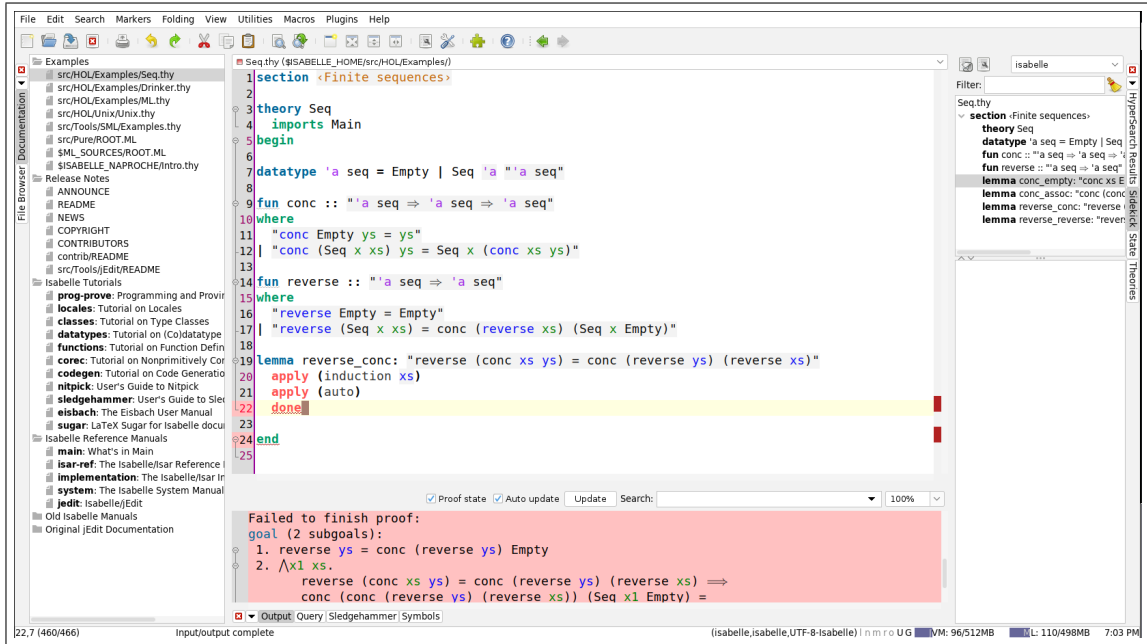 File Edit Search Markers Folding View Utilities Macros Plugins Help
Examples
src/HOL/Examples/Seq.thy
src/HOL/Examples/Drinker.thy
src/HOL/Examples/ML.thy
src/HOL/Unix/Unix.thy
src/Tools/SML/Examples.thy
src/Pure/ROOT.ML
$ML_SOURCES/ROOT.ML
$ISABELLE_NAPROCHE/Intro.thy
Release Notes
ANNOUNCE
README
NEWS
COPYRIGHT
CONTRIBUTORS
contrib/README
src/Tools/jEdit/README
Isabelle Tutorials
prog-prove: Programming and Provin
locales: Tutorial on Locales
classes: Tutorial on Type Classes
datatypes: Tutorial on (Co)datatype
functions: Tutorial on Function Defin
corec: Tutorial on Nonprimitively Cor
codegen: Tutorial on Code Generatio
nitpick: User's Guide to Nitpick
sledgehammer: User's Guide to Sled
eisbach: The Eisbach User Manual
sugar: LaTeX Sugar for Isabelle docu
Isabelle Reference Manuals
main: What's in Main
isar-ref: The Isabelle/Isar Reference
implementation: The Isabelle/Isar In
system: The Isabelle System Manual
jedit: Isabelle/jEdit
Old Isabelle Manuals
Original jEdit Documentation
Documentation
File Browser
Seq.thy ($ISABELLE_HOME/src/HOL/Examples/)
1 section ‹Finite sequences›
2
3 theory Seq
4 imports Main
5 begin
6
7 datatype 'a seq = Empty | Seq 'a "'a seq"
8
9 fun conc :: "'a seq ⇒ 'a seq ⇒ 'a seq"
10 where
11 "conc Empty ys = ys"
12 | "conc (Seq x xs) ys = Seq x (conc xs ys)"
13
14 fun reverse :: "'a seq ⇒ 'a seq"
15 where
16 "reverse Empty = Empty"
17 | "reverse (Seq x xs) = conc (reverse xs) (Seq x Empty)"
18
19 lemma reverse_conc: "reverse (conc xs ys) = conc (reverse ys) (reverse xs)"
20 apply (induction xs)
21 apply (auto)
22 done
23
24 end
25
Proof state Auto update Update Search: 100%
Failed to finish proof:
goal (2 subgoals):
1. reverse ys = conc (reverse ys) Empty
2. ⋀x1 xs.
reverse (conc xs ys) = conc (reverse ys) (reverse xs) ⟹
conc (conc (reverse ys) (reverse xs)) (Seq x1 Empty) =
Output Query Sledgehammer Symbols
isabelle
Filter:
Seq.thy
section ‹Finite sequences›
theory Seq
datatype 'a seq = Empty | Seq
fun conc :: "'a seq ⇒ 'a seq ⇒ 'a
fun reverse :: "'a seq ⇒ 'a seq"
lemma conc_empty: "conc xs E
lemma conc_assoc: "conc (conc
lemma reverse_conc: "reverse (
lemma reverse_reverse: "revers
HyperSearch Results
Sidekick
State
Theories
22,7 (460/466) Input/output complete (isabelle,isabelle,UTF-8-Isabelle) l n m r o U G VM: 96/512MB ML: 110/498MB 7:03 PM